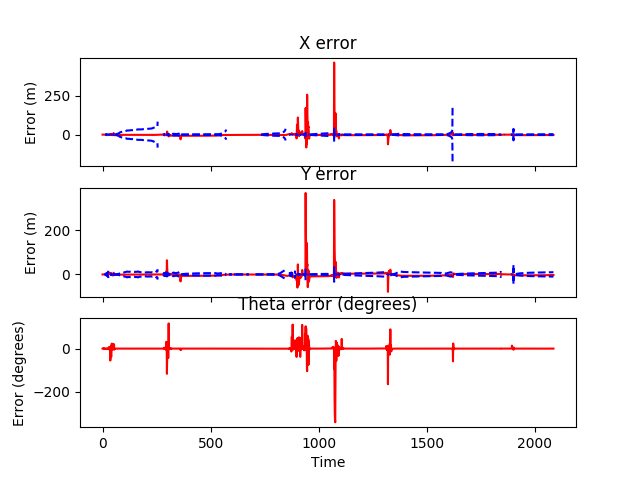 X error
Error (m)
250
0
Y error
Error (m)
200
0
Theta error (degrees)
Error (degrees)
0
−200
0
500
1000
1500
2000
Time